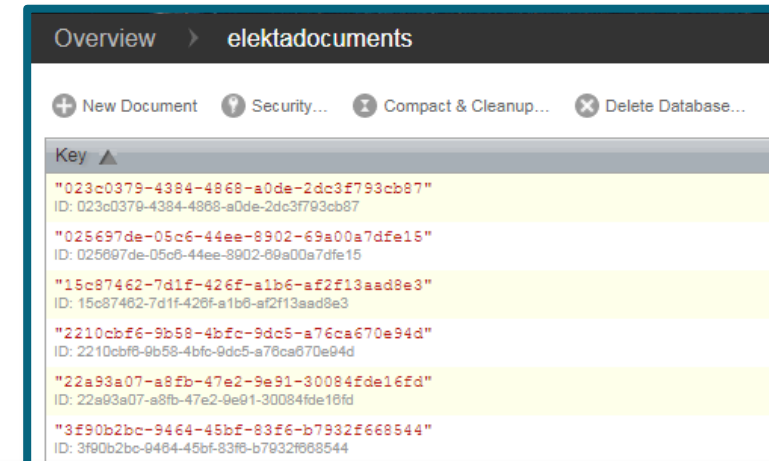 Overview elektadocuments
New Document Security... Compact & Cleanup... Delete Database...
Key
"023c0379-4384-4868-a0de-2dc3f793cb87"
ID: 023c0379-4384-4868-a0de-2dc3f793cb87
"025697de-05c6-44ee-8902-69a00a7dfe15"
ID: 025697de-05c6-44ee-8902-69a00a7dfe15
"15c87462-7d1f-426f-a1b6-af2f13aad8e3"
ID: 15c87462-7d1f-426f-a1b6-af2f13aad8e3
"2210cbf6-9b58-4bfc-9dc5-a76ca670e94d"
ID: 2210cbf6-9b58-4bfc-9dc5-a76ca670e94d
"22a93a07-a8fb-47e2-9e91-30084fde16fd"
ID: 22a93a07-a8fb-47e2-9e91-30084fde16fd
"3f90b2bc-9464-45bf-83f6-b7932f668544"
ID: 3f90b2bc-9464-45bf-83f6-b7932f668544